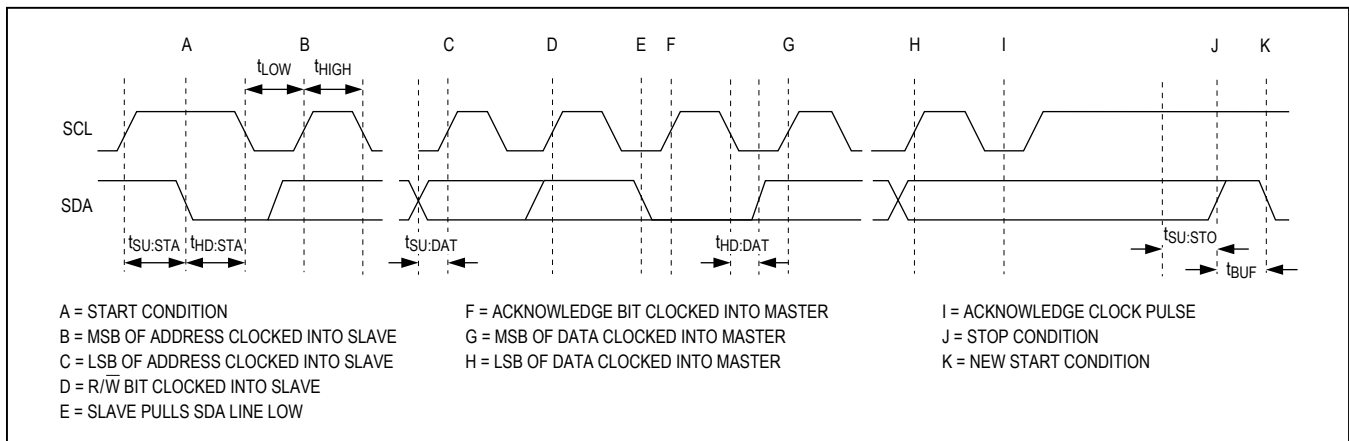 A B C D E F G H I J K
tLOW tHIGH
SCL
SDA
tSU:STA tHD:STA tSU:DAT tHD:DAT tSU:STO
tBUF
A = START CONDITION
B = MSB OF ADDRESS CLOCKED INTO SLAVE
C = LSB OF ADDRESS CLOCKED INTO SLAVE
D = R/W̅ BIT CLOCKED INTO SLAVE
E = SLAVE PULLS SDA LINE LOW
F = ACKNOWLEDGE BIT CLOCKED INTO MASTER
G = MSB OF DATA CLOCKED INTO MASTER
H = LSB OF DATA CLOCKED INTO MASTER
I = ACKNOWLEDGE CLOCK PULSE
J = STOP CONDITION
K = NEW START CONDITION